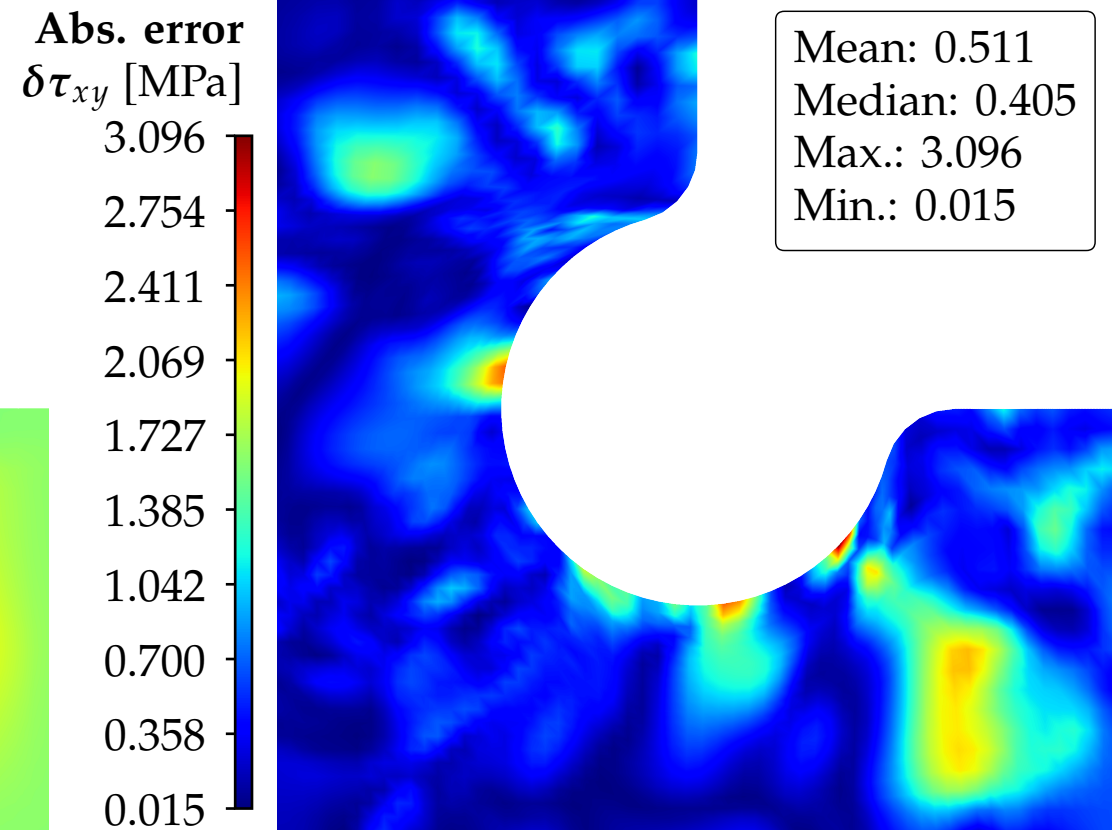 Abs. error
δτxy [MPa]
3.096
2.754
2.411
2.069
1.727
1.385
1.042
0.700
0.358
0.015
Mean: 0.511
Median: 0.405
Max.: 3.096
Min.: 0.015